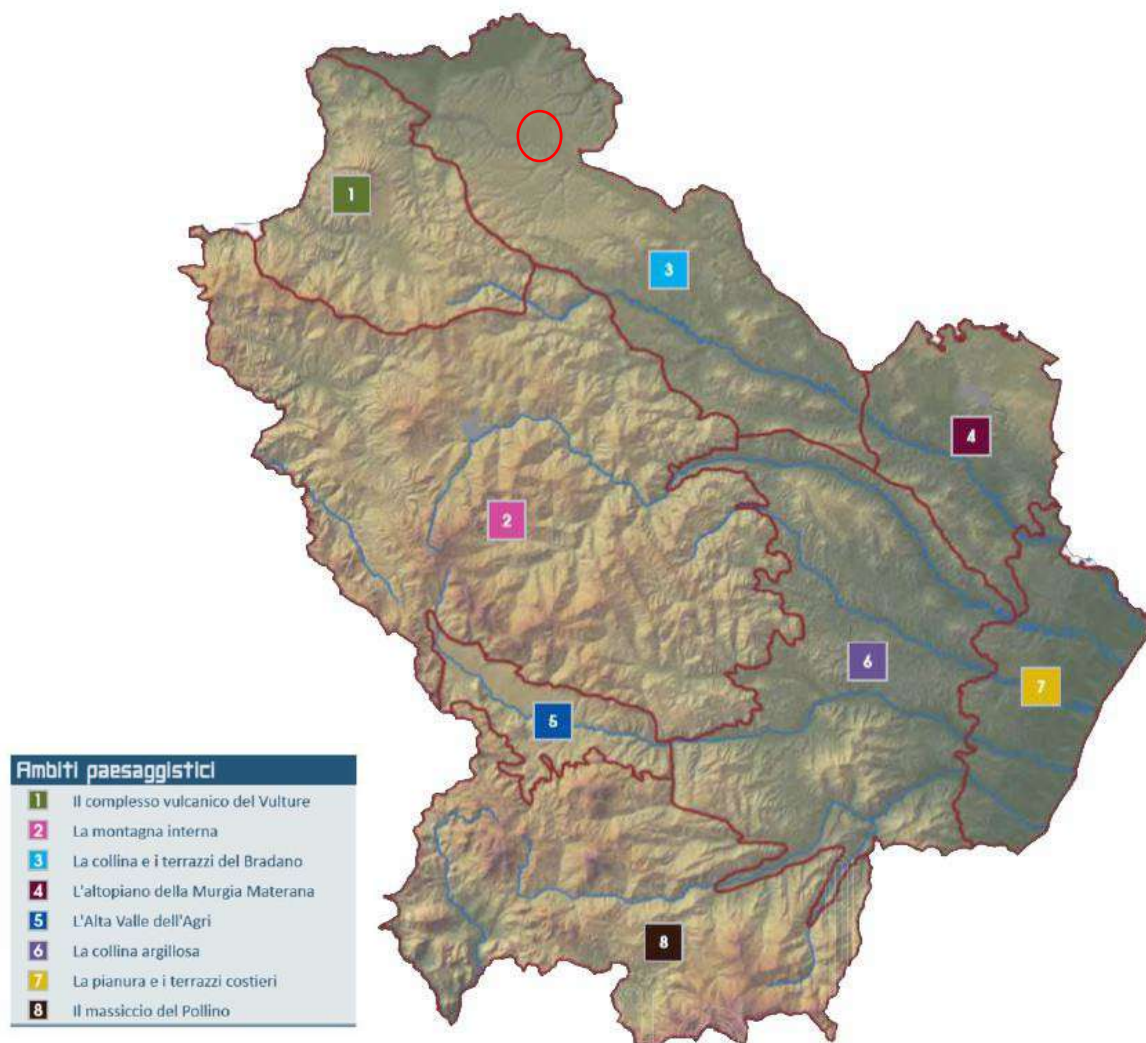 1
3
4
2
6
7
5
8
Ambiti paesaggistici
1 Il complesso vulcanico del Vulture
2 La montagna interna
3 La collina e i terrazzi del Bradano
4 L'altopiano della Murgia Materana
5 L'Alta Valle dell'Agri
6 La collina argillosa
7 La pianura e i terrazzi costieri
8 Il massiccio del Pollino